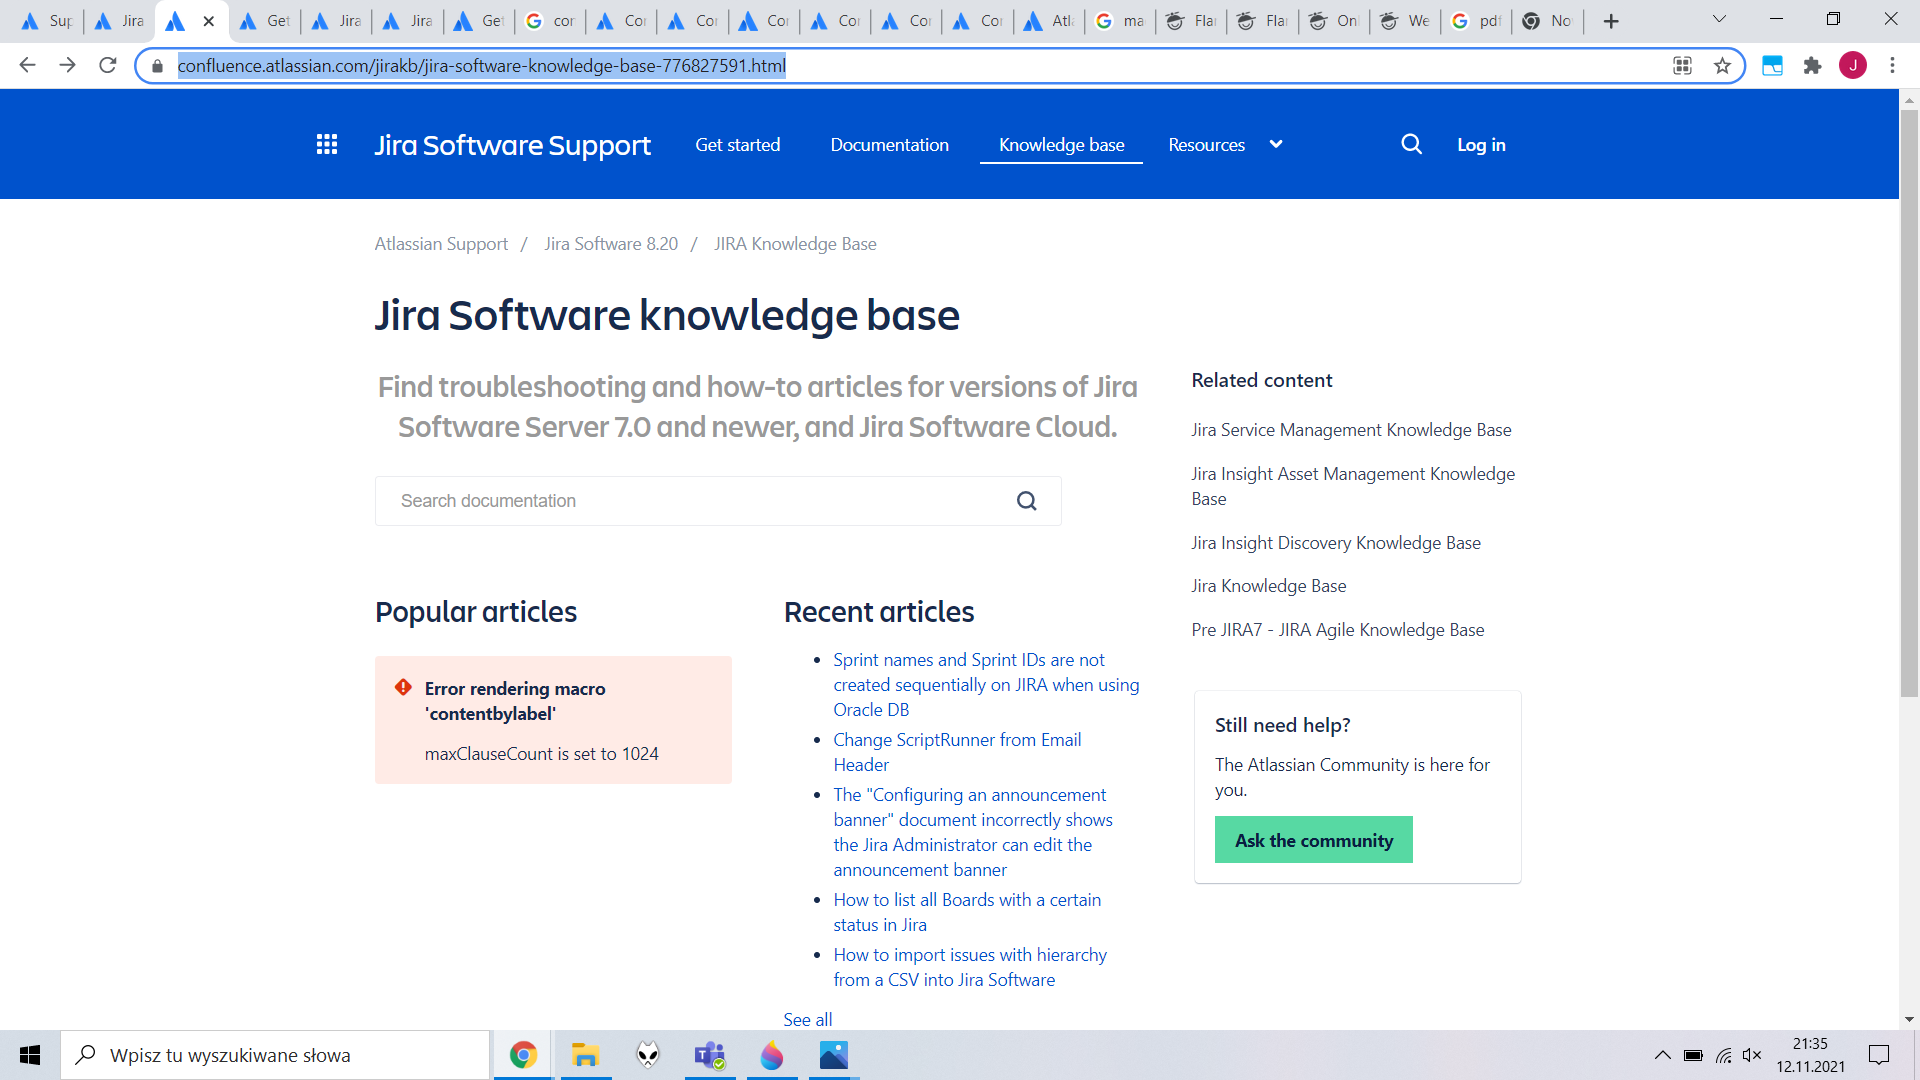 Sup
Jira
Get
Jira
Jira
Get
cor
Cor
Cor
Cor
Cor
Cor
Cor
Atla
ma
Flar
Flar
Onl
We
pdf
Nov
confluence.atlassian.com/jirakb/jira-software-knowledge-base-776827591.html
J
Jira Software Support
Get started
Documentation
Knowledge base
Resources
Log in
Atlassian Support / Jira Software 8.20 / JIRA Knowledge Base
Jira Software knowledge base
Find troubleshooting and how-to articles for versions of Jira
Software Server 7.0 and newer, and Jira Software Cloud.
Search documentation
Popular articles
Error rendering macro
'contentbylabel'
maxClauseCount is set to 1024
Recent articles
• Sprint names and Sprint IDs are not
created sequentially on JIRA when using
Oracle DB
• Change ScriptRunner from Email
Header
• The "Configuring an announcement
banner" document incorrectly shows
the Jira Administrator can edit the
announcement banner
• How to list all Boards with a certain
status in Jira
• How to import issues with hierarchy
from a CSV into Jira Software
See all
Related content
Jira Service Management Knowledge Base
Jira Insight Asset Management Knowledge
Base
Jira Insight Discovery Knowledge Base
Jira Knowledge Base
Pre JIRA7 - JIRA Agile Knowledge Base
Still need help?
The Atlassian Community is here for
you.
Ask the community
Wpisz tu wyszukiwane słowa
21:35
12.11.2021